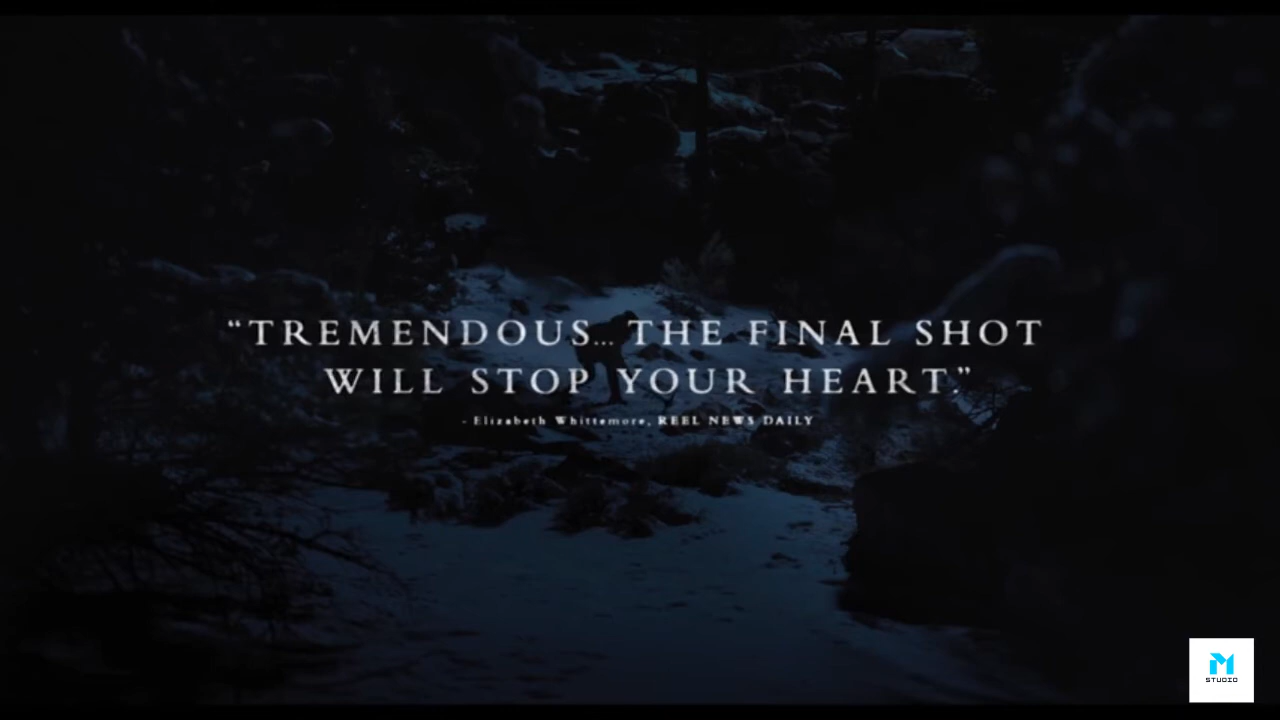 “TREMENDOUS... THE FINAL SHOT
WILL STOP YOUR HEART.”
- Elizabeth Whittemore, REEL NEWS DAILY
M
STUDIO